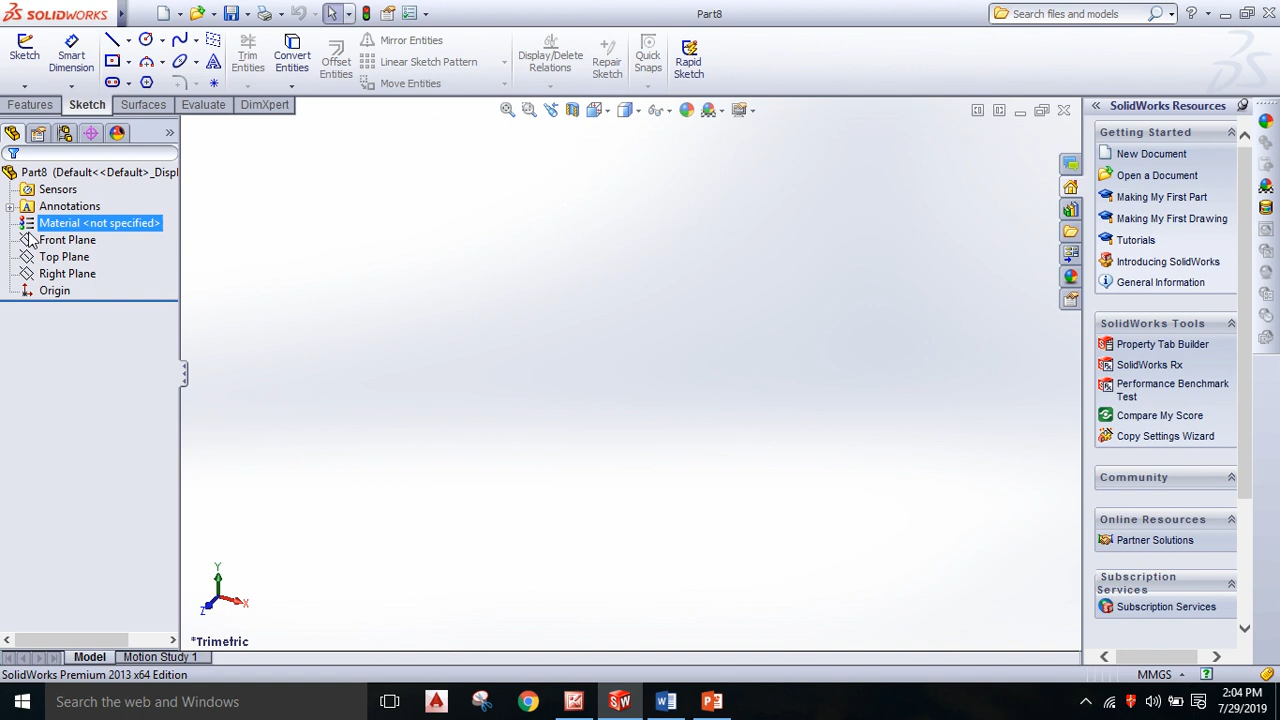 SOLIDWORKS
Part8
Search files and models
Sketch
Smart Dimension
Trim Entities
Convert Entities
Offset Entities
Mirror Entities
Linear Sketch Pattern
Move Entities
Display/Delete Relations
Repair Sketch
Quick Snaps
Rapid Sketch
Features
Sketch
Surfaces
Evaluate
DimXpert
Part8 (Default<<Default>_Displ
Sensors
Annotations
Material <not specified>
Front Plane
Top Plane
Right Plane
Origin
Y
X
Z
*Trimetric
SolidWorks Resources
Getting Started
New Document
Open a Document
Making My First Part
Making My First Drawing
Tutorials
Introducing SolidWorks
General Information
SolidWorks Tools
Property Tab Builder
SolidWorks Rx
Performance Benchmark
Test
Compare My Score
Copy Settings Wizard
Community
Online Resources
Partner Solutions
Subscription
Services
Subscription Services
Model
Motion Study 1
SolidWorks Premium 2013 x64 Edition
MMGS
Search the web and Windows
2:04 PM
7/29/2019